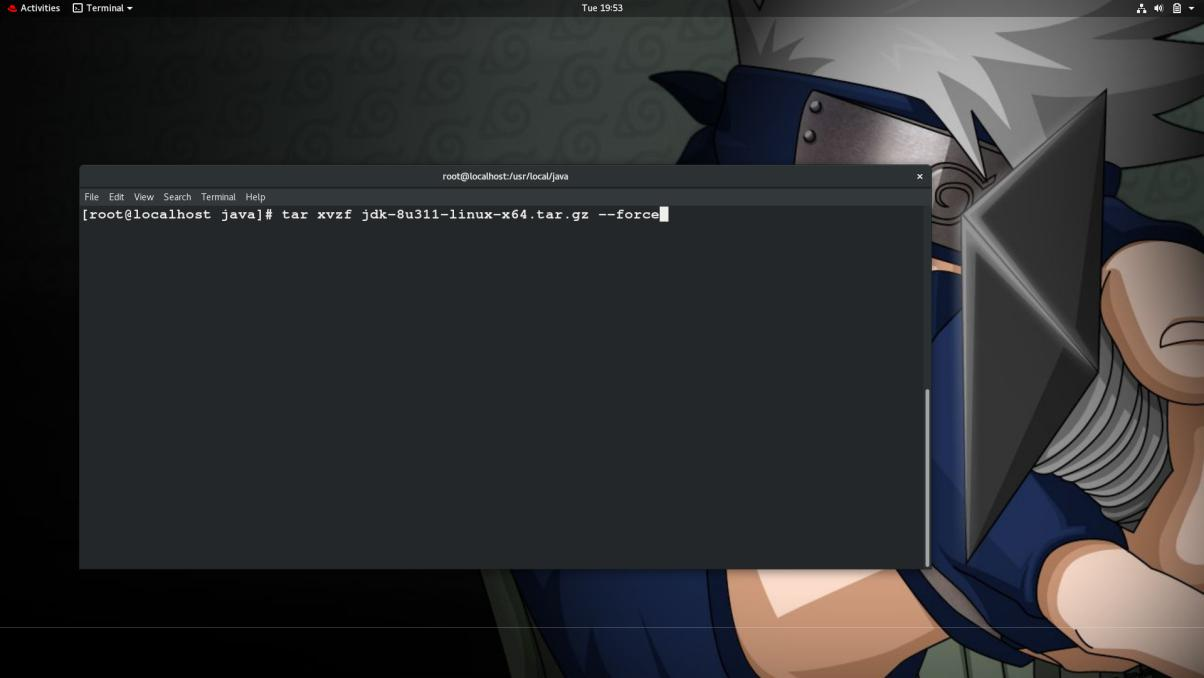 Activities Terminal Tue 19:53
root@localhost:/usr/local/java ×
File Edit View Search Terminal Help
[root@localhost java]# tar xvzf jdk-8u311-linux-x64.tar.gz --force